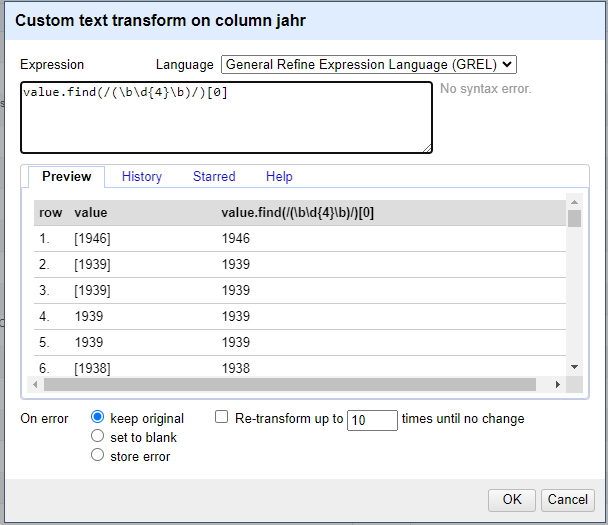 Custom text transform on column jahr
Expression Language General Refine Expression Language (GREL)
value.find(/(\b\d{4}\b)/)[0]
No syntax error.
Preview History Starred Help
row value value.find(/(\b\d{4}\b)/)[0]
1. [1946] 1946
2. [1939] 1939
3. [1939] 1939
4. 1939 1939
5. 1939 1939
6. [1938] 1938
On error keep original Re-transform up to 10 times until no change
set to blank
store error
OK Cancel